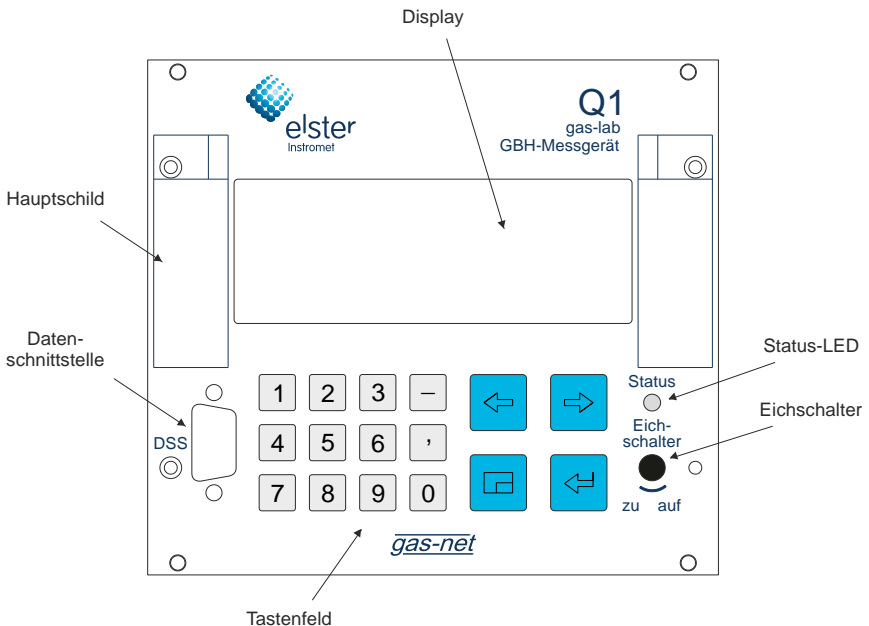 Display
elster
Instromet
Q1
gas-lab
GBH-Messgerät
Hauptschild
Daten-
schnittstelle
Status-LED
Eichschalter
Status
Eich-
schalter
zu auf
DSS
1 2 3 –
4 5 6 ,
7 8 9 0
gas-net
Tastenfeld